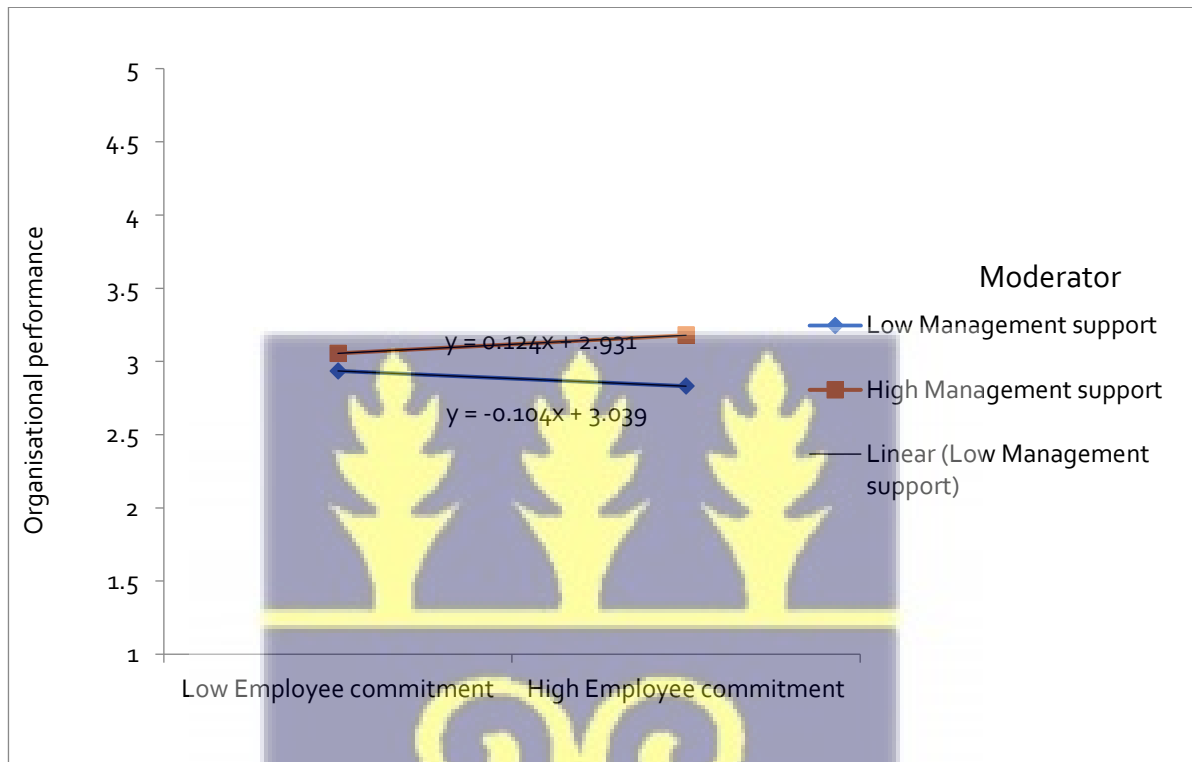 5
4.5
4
3.5
3
2.5
2
1.5
1
Organisational performance
y = 0.124x + 2.931
y = -0.104x + 3.039
Low Employee commitment
High Employee commitment
Moderator
Low Management support
High Management support
Linear (Low Management
support)